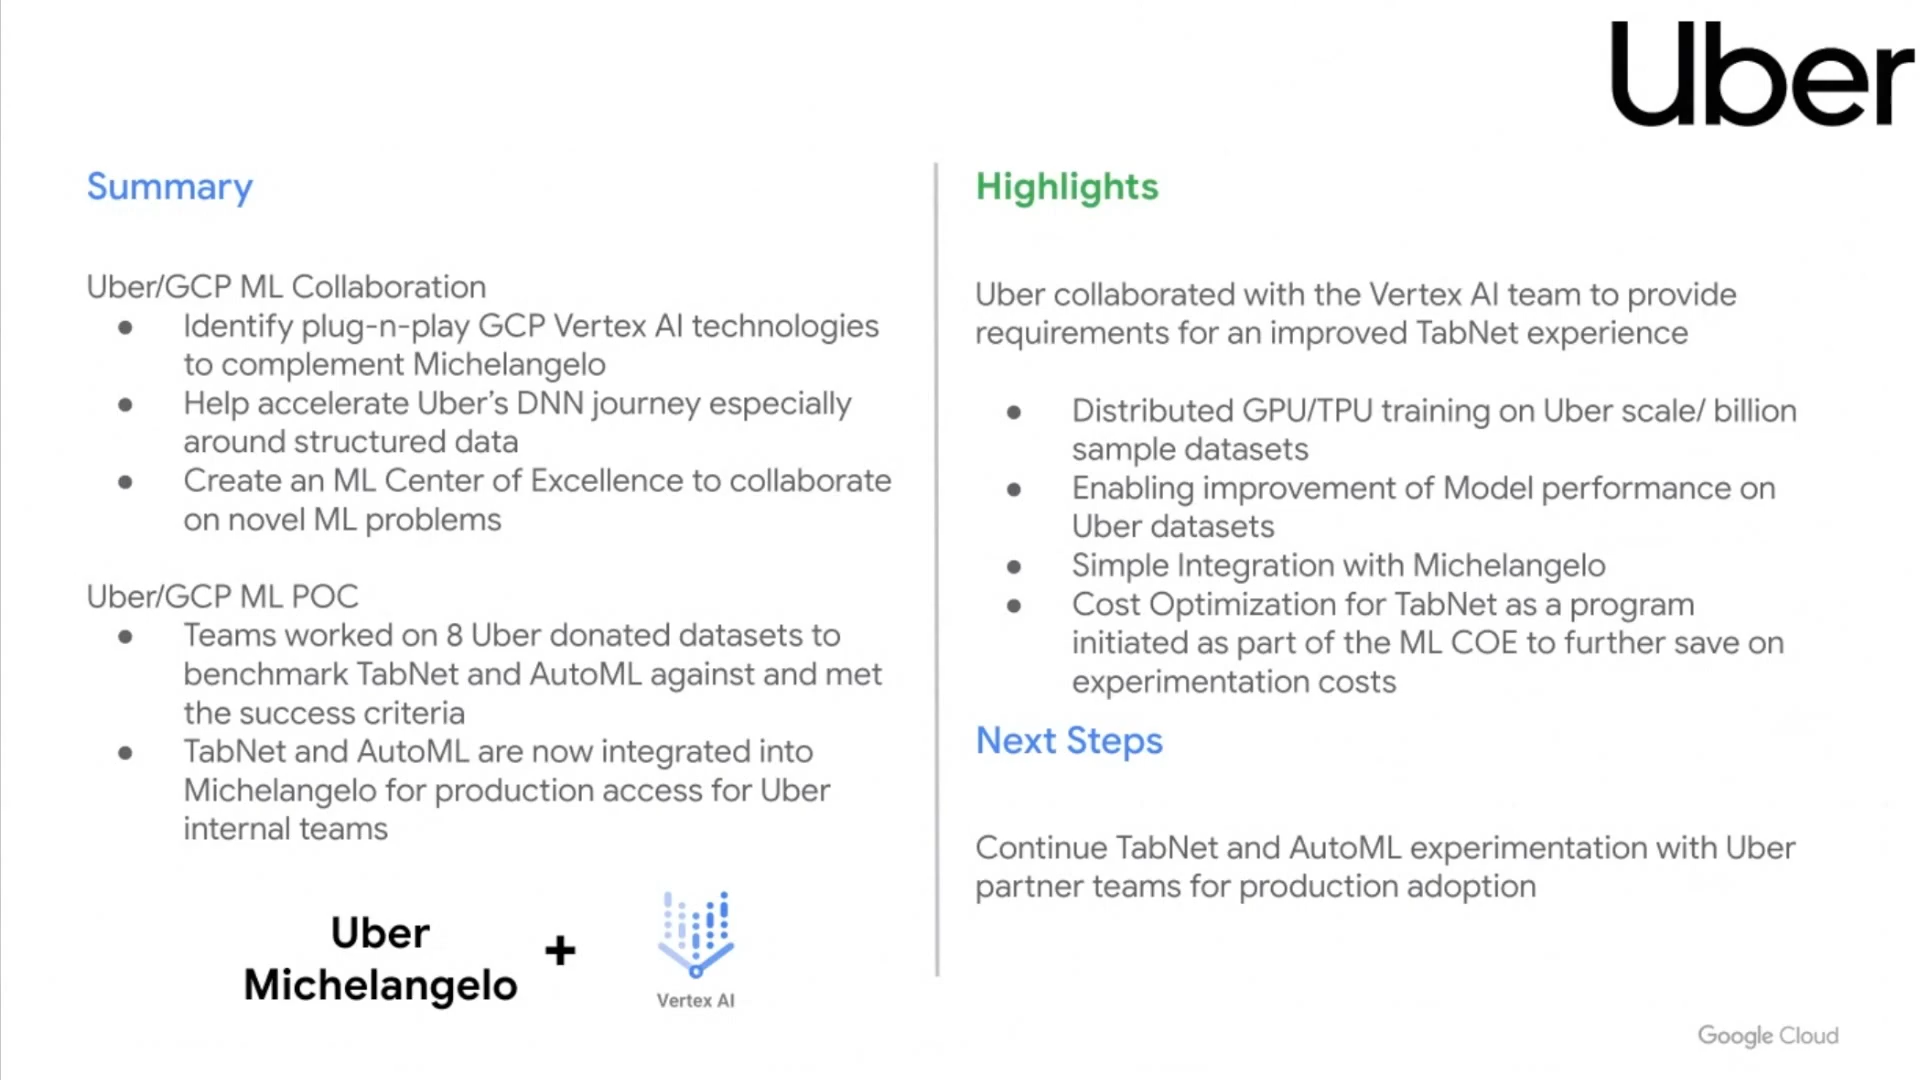 Uber
Summary
Uber/GCP ML Collaboration
● Identify plug-n-play GCP Vertex AI technologies
to complement Michelangelo
● Help accelerate Uber's DNN journey especially
around structured data
● Create an ML Center of Excellence to collaborate
on novel ML problems
Uber/GCP ML POC
● Teams worked on 8 Uber donated datasets to
benchmark TabNet and AutoML against and met
the success criteria
● TabNet and AutoML are now integrated into
Michelangelo for production access for Uber
internal teams
Uber
Michelangelo
+
Vertex AI
Highlights
Uber collaborated with the Vertex AI team to provide
requirements for an improved TabNet experience
● Distributed GPU/TPU training on Uber scale/ billion
sample datasets
● Enabling improvement of Model performance on
Uber datasets
● Simple Integration with Michelangelo
● Cost Optimization for TabNet as a program
initiated as part of the ML COE to further save on
experimentation costs
Next Steps
Continue TabNet and AutoML experimentation with Uber
partner teams for production adoption
Google Cloud